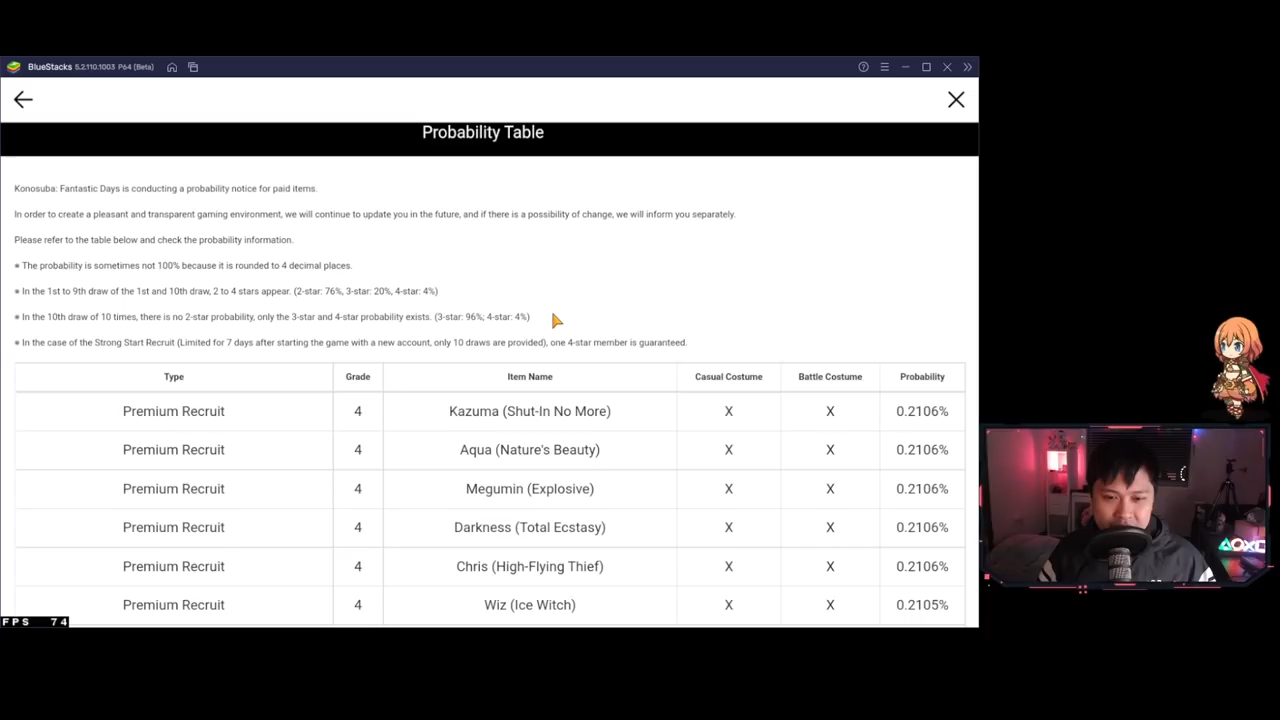 BlueStacks 5.2.110.1003 P64 (Beta)
Probability Table
Konosuba: Fantastic Days is conducting a probability notice for paid items.
In order to create a pleasant and transparent gaming environment, we will continue to update you in the future, and if there is a possibility of change, we will inform you separately.
Please refer to the table below and check the probability information.
※ The probability is sometimes not 100% because it is rounded to 4 decimal places.
※ In the 1st to 9th draw of the 1st and 10th draw, 2 to 4 stars appear. (2-star: 76%, 3-star: 20%, 4-star: 4%)
※ In the 10th draw of 10 times, there is no 2-star probability, only the 3-star and 4-star probability exists. (3-star: 96%; 4-star: 4%)
※ In the case of the Strong Start Recruit (Limited for 7 days after starting the game with a new account, only 10 draws are provided), one 4-star member is guaranteed.
Type Grade Item Name Casual Costume Battle Costume Probability
Premium Recruit 4 Kazuma (Shut-In No More) X X 0.2106%
Premium Recruit 4 Aqua (Nature's Beauty) X X 0.2106%
Premium Recruit 4 Megumin (Explosive) X X 0.2106%
Premium Recruit 4 Darkness (Total Ecstasy) X X 0.2106%
Premium Recruit 4 Chris (High-Flying Thief) X X 0.2106%
Premium Recruit 4 Wiz (Ice Witch) X X 0.2105%
FPS 74